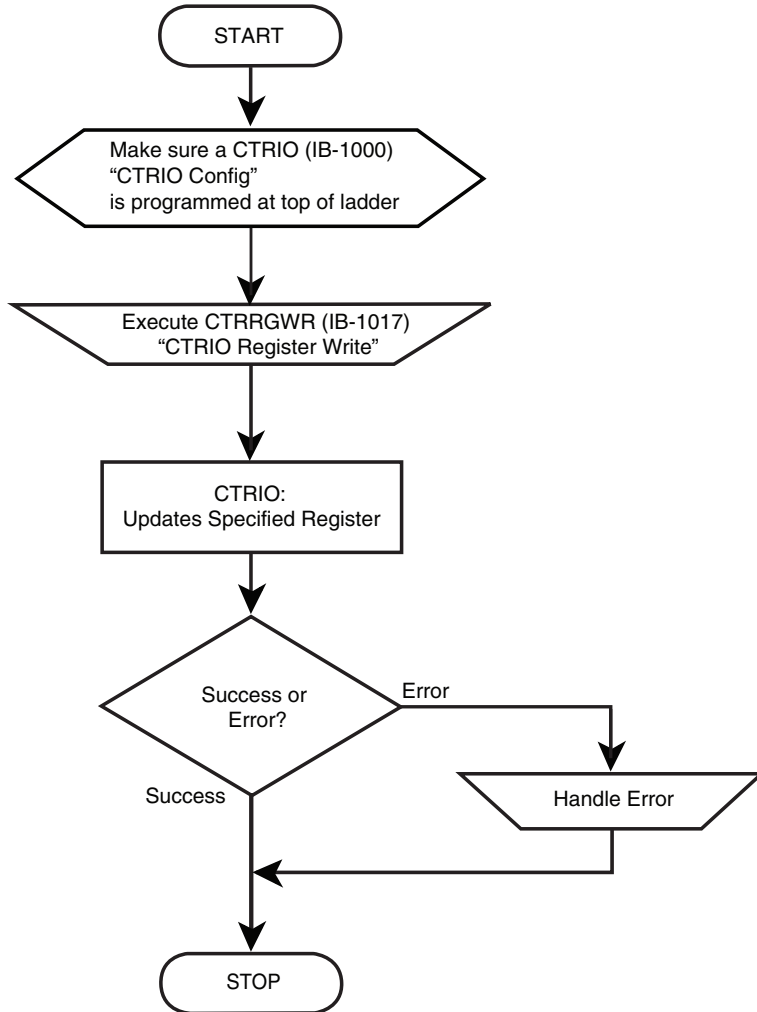 START
Make sure a CTRIO (IB-1000)
“CTRIO Config”
is programmed at top of ladder
Execute CTRRGWR (IB-1017)
“CTRIO Register Write”
CTRIO:
Updates Specified Register
Success or
Error?
Error
Success
Handle Error
STOP